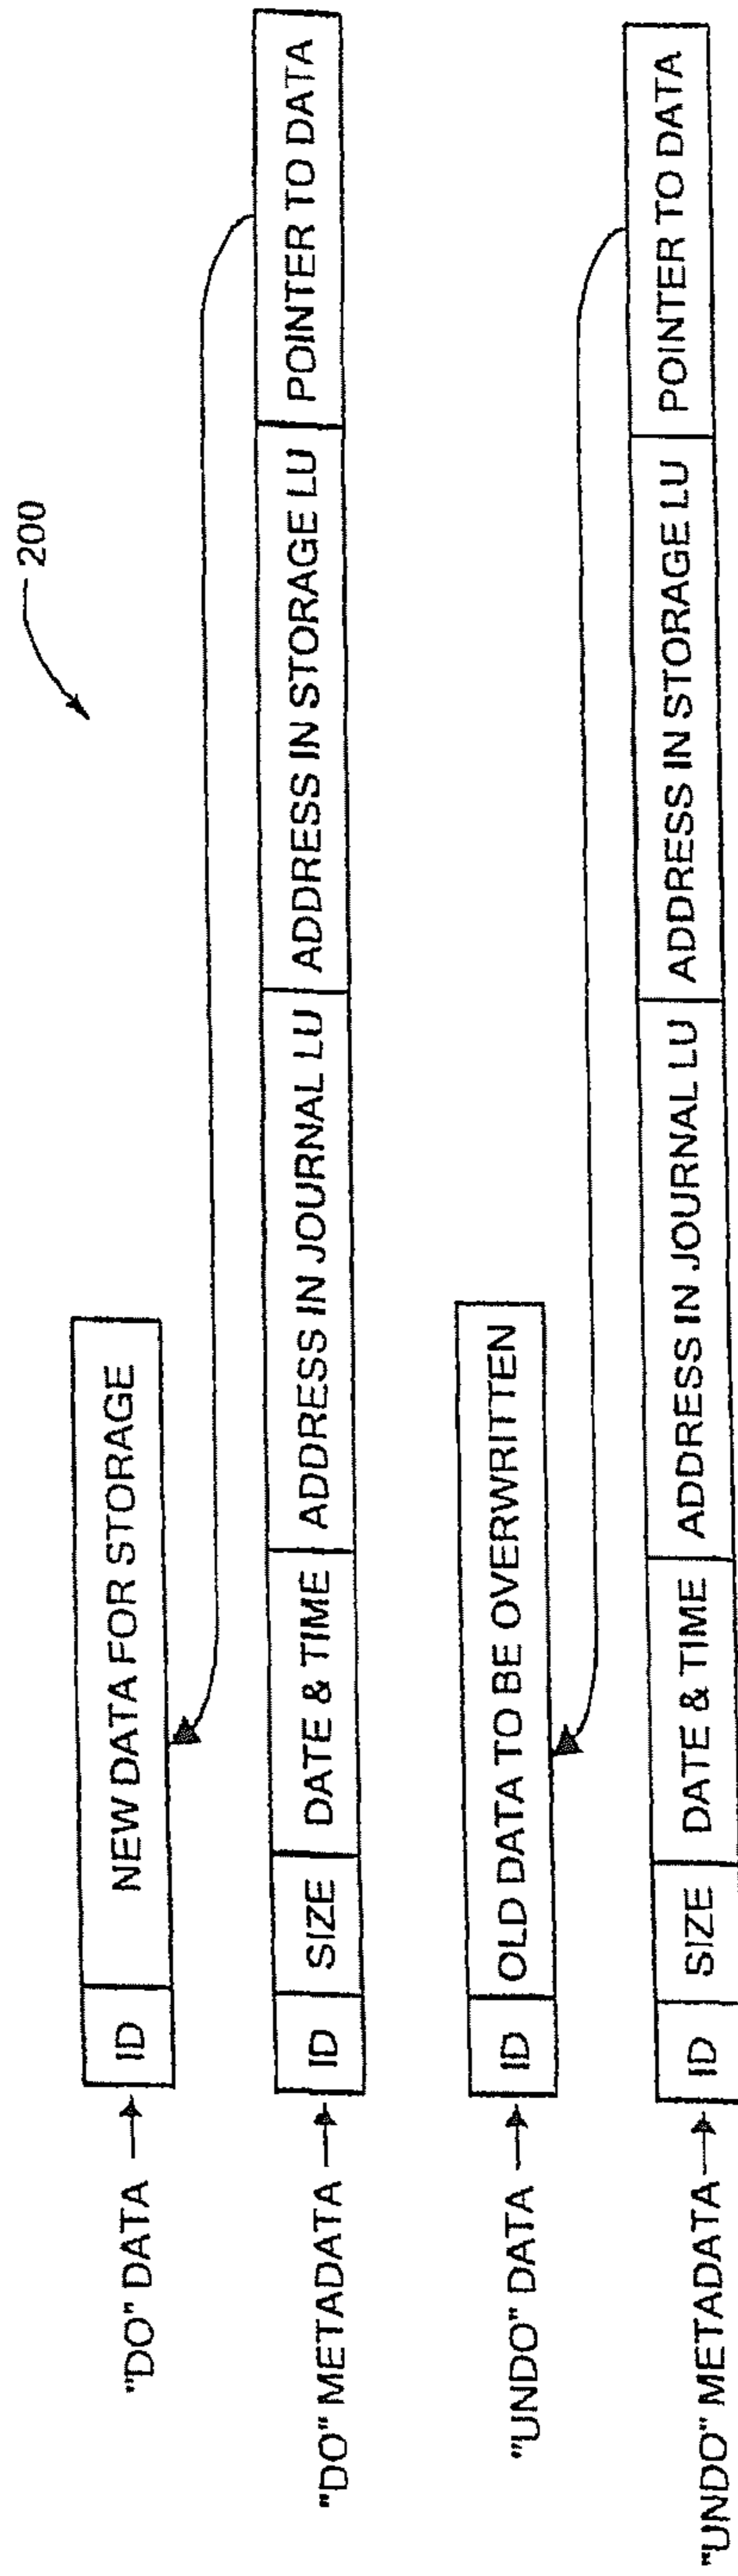 200
"DO" DATA → ID NEW DATA FOR STORAGE
"DO" METADATA → ID SIZE DATE & TIME ADDRESS IN JOURNAL LU ADDRESS IN STORAGE LU POINTER TO DATA
"UNDO" DATA → ID OLD DATA TO BE OVERWRITTEN
"UNDO" METADATA → ID SIZE DATE & TIME ADDRESS IN JOURNAL LU ADDRESS IN STORAGE LU POINTER TO DATA